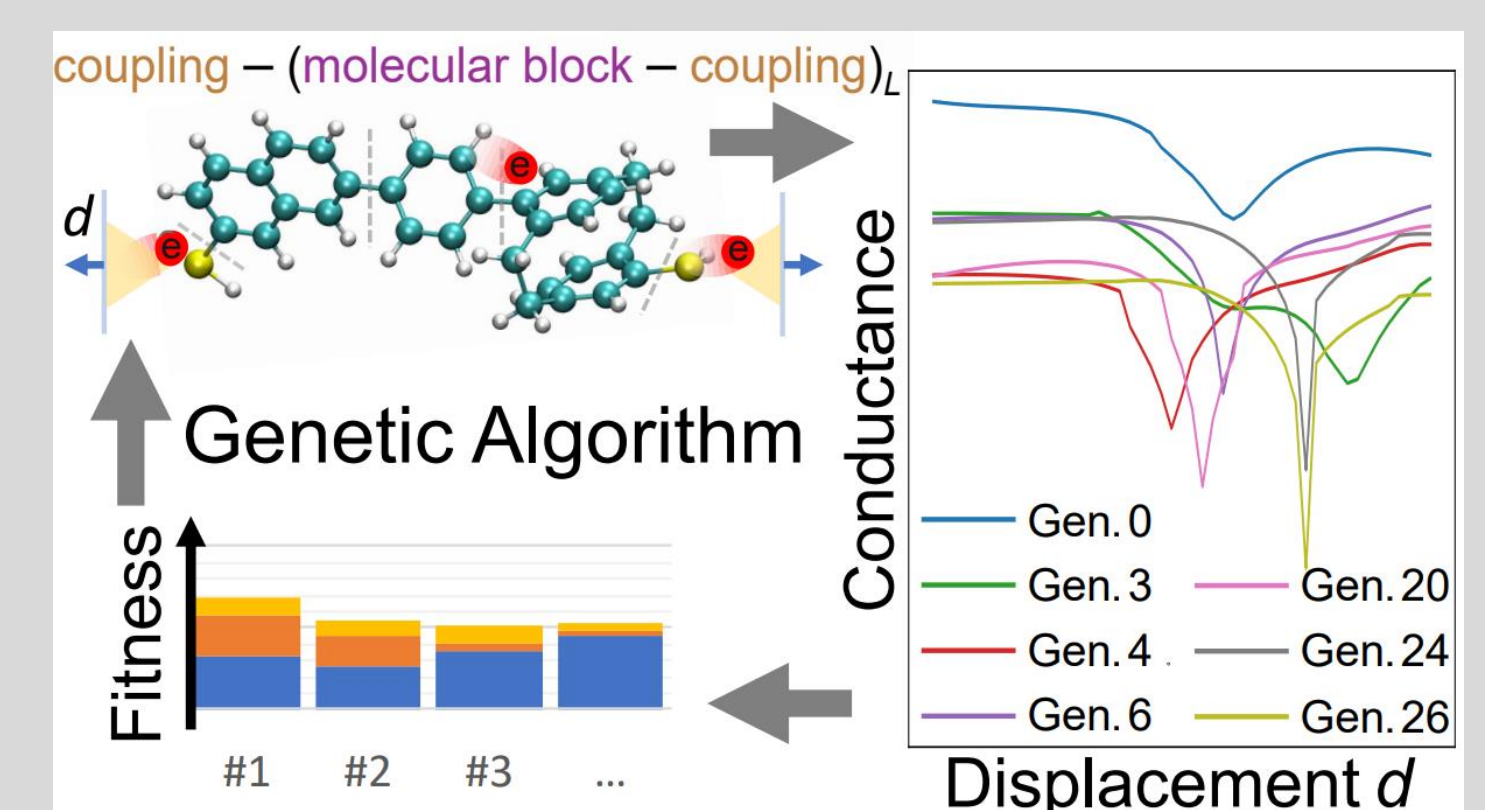 coupling – (molecular block – coupling)L
d
e
e
e
Genetic Algorithm
Fitness
#1 #2 #3 ...
Conductance
Gen. 0
Gen. 3 Gen. 20
Gen. 4 Gen. 24
Gen. 6 Gen. 26
Displacement d